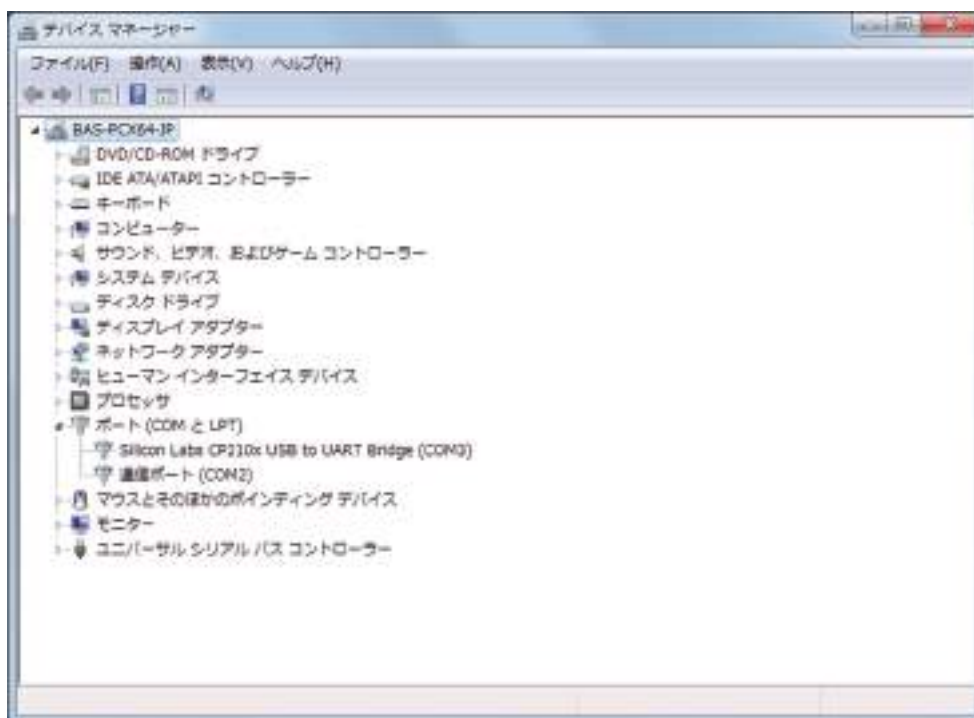 デバイス マネージャー
ファイル(F) 操作(A) 表示(V) ヘルプ(H)
BAS-PCX64-JP
DVD/CD-ROM ドライブ
IDE ATA/ATAPI コントローラー
キーボード
コンピューター
サウンド、ビデオ、およびゲーム コントローラー
システム デバイス
ディスク ドライブ
ディスプレイ アダプター
ネットワーク アダプター
ヒューマン インターフェイス デバイス
プロセッサ
ポート (COM と LPT)
Silicon Labs CP210x USB to UART Bridge (COM3)
通信ポート (COM2)
マウスとそのほかのポインティング デバイス
モニター
ユニバーサル シリアル バス コントローラー